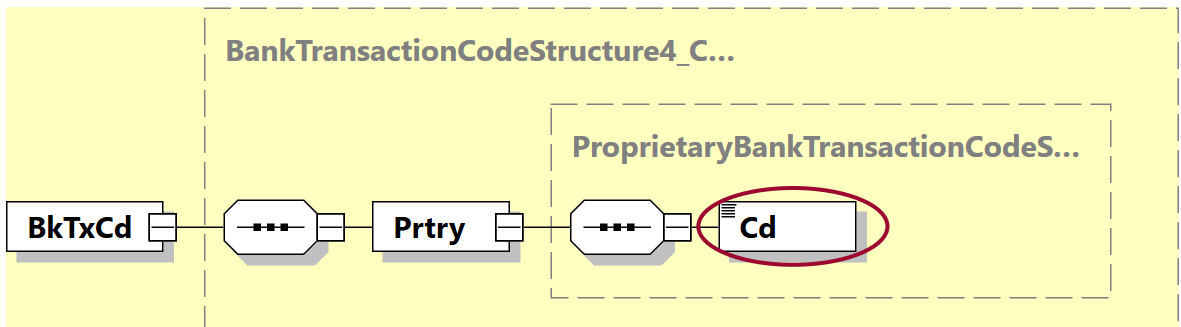 BankTransactionCodeStructure4_C...
ProprietaryBankTransactionCodeS...
BkTxCd
Prtry
Cd